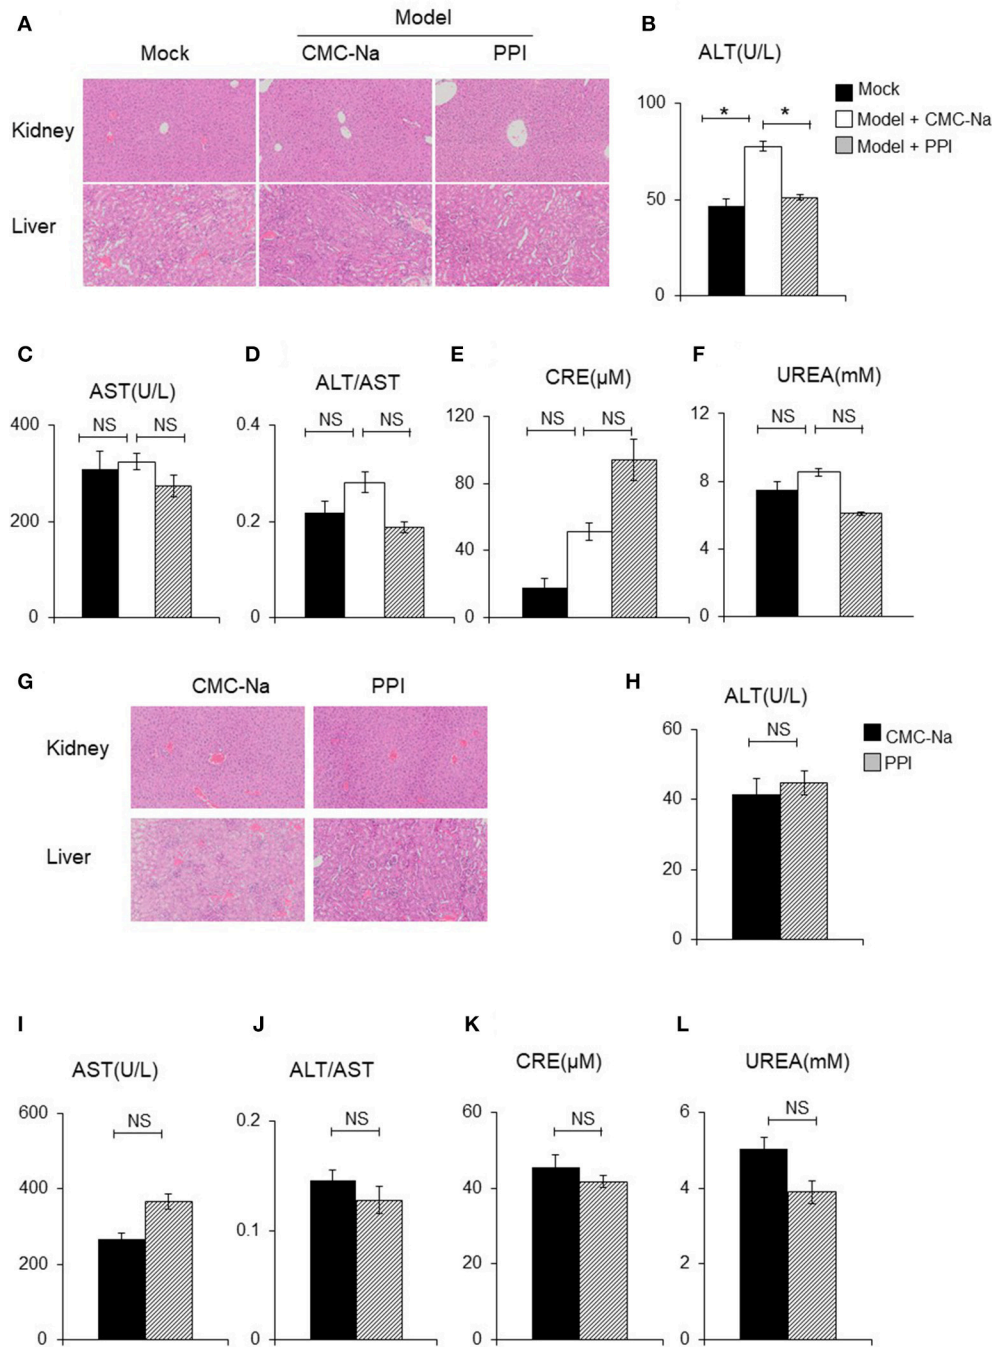 A
Model
Mock
CMC-Na
PPI
Kidney
Liver
B
ALT(U/L)
100
50
0
*
*
Mock
Model + CMC-Na
Model + PPI
C
AST(U/L)
400
200
0
NS
NS
D
ALT/AST
0.4
0.2
0
NS
NS
E
CRE(µM)
120
80
40
0
NS
NS
F
UREA(mM)
12
8
4
0
NS
NS
G
CMC-Na
PPI
Kidney
Liver
H
ALT(U/L)
60
40
20
0
NS
CMC-Na
PPI
I
AST(U/L)
600
400
200
0
NS
J
ALT/AST
0.2
0.1
0
NS
K
CRE(µM)
60
40
20
0
NS
L
UREA(mM)
6
4
2
0
NS